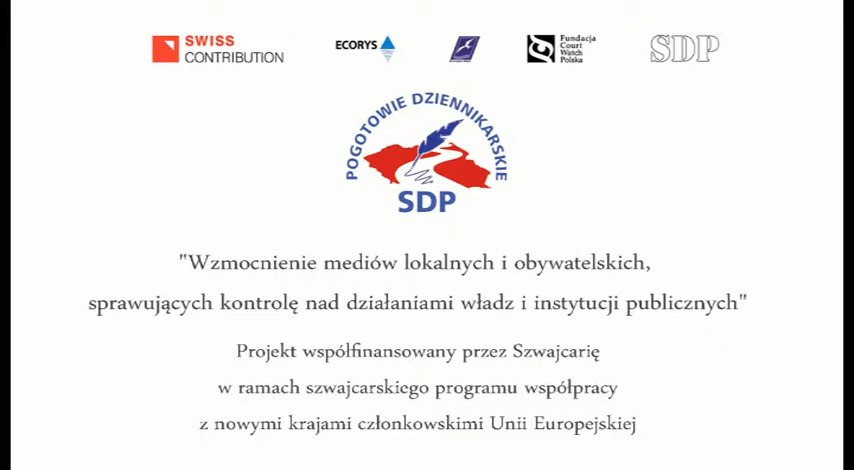 SWISS
CONTRIBUTION
ECORYS
Fundacja
Court
Watch
Polska
SDP
POGOTOWIE DZIENNIKARSKIE
SDP
"Wzmocnienie mediów lokalnych i obywatelskich,
sprawujących kontrolę nad działaniami władz i instytucji publicznych"
Projekt współfinansowany przez Szwajcarię
w ramach szwajcarskiego programu współpracy
z nowymi krajami członkowskimi Unii Europejskiej